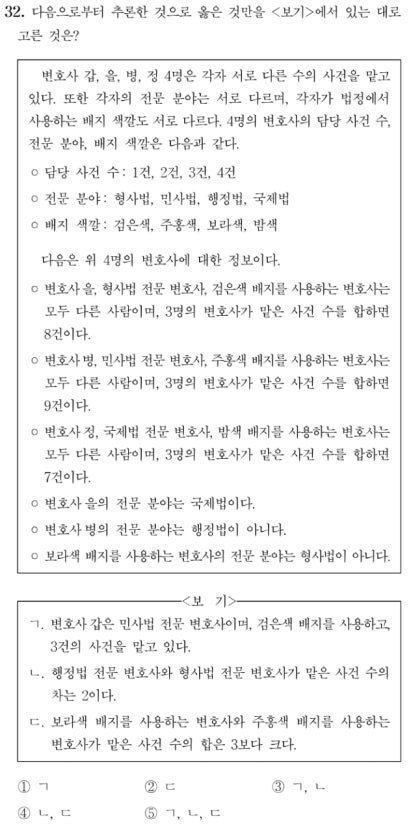 32. 다음으로부터 추론한 것으로 옳은 것만을 <보기>에서 있는 대로
고른 것은?
변호사 갑, 을, 병, 정 4명은 각자 서로 다른 수의 사건을 맡고
있다. 또한 각자의 전문 분야는 서로 다르며, 각자가 법정에서
사용하는 배지 색깔도 서로 다르다. 4명의 변호사의 담당 사건 수,
전문 분야, 배지 색깔은 다음과 같다.
○ 담당 사건 수 : 1건, 2건, 3건, 4건
○ 전문 분야 : 형사법, 민사법, 행정법, 국제법
○ 배지 색깔 : 검은색, 주홍색, 보라색, 밤색
다음은 위 4명의 변호사에 대한 정보이다.
○ 변호사 을, 형사법 전문 변호사, 검은색 배지를 사용하는 변호사는
모두 다른 사람이며, 3명의 변호사가 맡은 사건 수를 합하면
8건이다.
○ 변호사 병, 민사법 전문 변호사, 주홍색 배지를 사용하는 변호사는
모두 다른 사람이며, 3명의 변호사가 맡은 사건 수를 합하면
9건이다.
○ 변호사 정, 국제법 전문 변호사, 밤색 배지를 사용하는 변호사는
모두 다른 사람이며, 3명의 변호사가 맡은 사건 수를 합하면
7건이다.
○ 변호사 을의 전문 분야는 국제법이다.
○ 변호사 병의 전문 분야는 행정법이 아니다.
○ 보라색 배지를 사용하는 변호사의 전문 분야는 형사법이 아니다.
<보 기>
ㄱ. 변호사 갑은 민사법 전문 변호사이며, 검은색 배지를 사용하고,
3건의 사건을 맡고 있다.
ㄴ. 행정법 전문 변호사와 형사법 전문 변호사가 맡은 사건 수의
차는 2이다.
ㄷ. 보라색 배지를 사용하는 변호사와 주홍색 배지를 사용하는
변호사가 맡은 사건 수의 합은 3보다 크다.
① ㄱ ② ㄷ ③ ㄱ, ㄴ
④ ㄴ, ㄷ ⑤ ㄱ, ㄴ, ㄷ